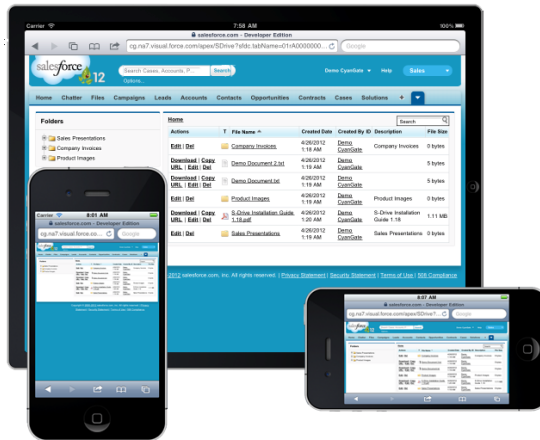 Carrier 7:58 AM 100%
salesforce.com - Developer Edition
cg.na7.visual.force.com/apex/SDrive?sfdc.tabName=01rA0000000... Google
salesforce 12 Search Cases, Accounts, P... Search Demo CyanGate Help Sales
Options...
Home Chatter Files Campaigns Leads Accounts Contacts Opportunities Contracts Cases Solutions +
Folders
Sales Presentations
Company Invoices
Product Images
Home
Search
Actions T File Name Created Date Created By ID Description File Size
Edit | Del Company Invoices 4/26/2012 1:18 AM Demo CyanGate Company Invoices 0 bytes
Download | Copy URL | Edit | Del Demo Document 2.txt 4/26/2012 1:19 AM Demo CyanGate 5 bytes
Download | Copy URL | Edit | Del Demo Document.txt 4/26/2012 1:19 AM Demo CyanGate 5 bytes
Edit | Del Product Images 4/26/2012 1:18 AM Demo CyanGate Product Images 0 bytes
Download | Copy URL | Edit | Del S-Drive Installation Guide 1.18.pdf 4/26/2012 1:20 AM Demo CyanGate S-Drive Installation Guide 1.18 1.11 MB
Edit | Del Sales Presentations 4/26/2012 1:19 AM Demo CyanGate Sales Presentations 0 bytes
2012 salesforce.com, inc. All rights reserved. | Privacy Statement | Security Statement | Terms of Use | 508 Compliance
Carrier 8:01 AM
salesforce.com - Developer Edition
cg.na7.visual.force.co... Google
8:07 AM
salesforce.com - Developer Edition
cg.na7.visual.force.com/apex/SDrive?... Google